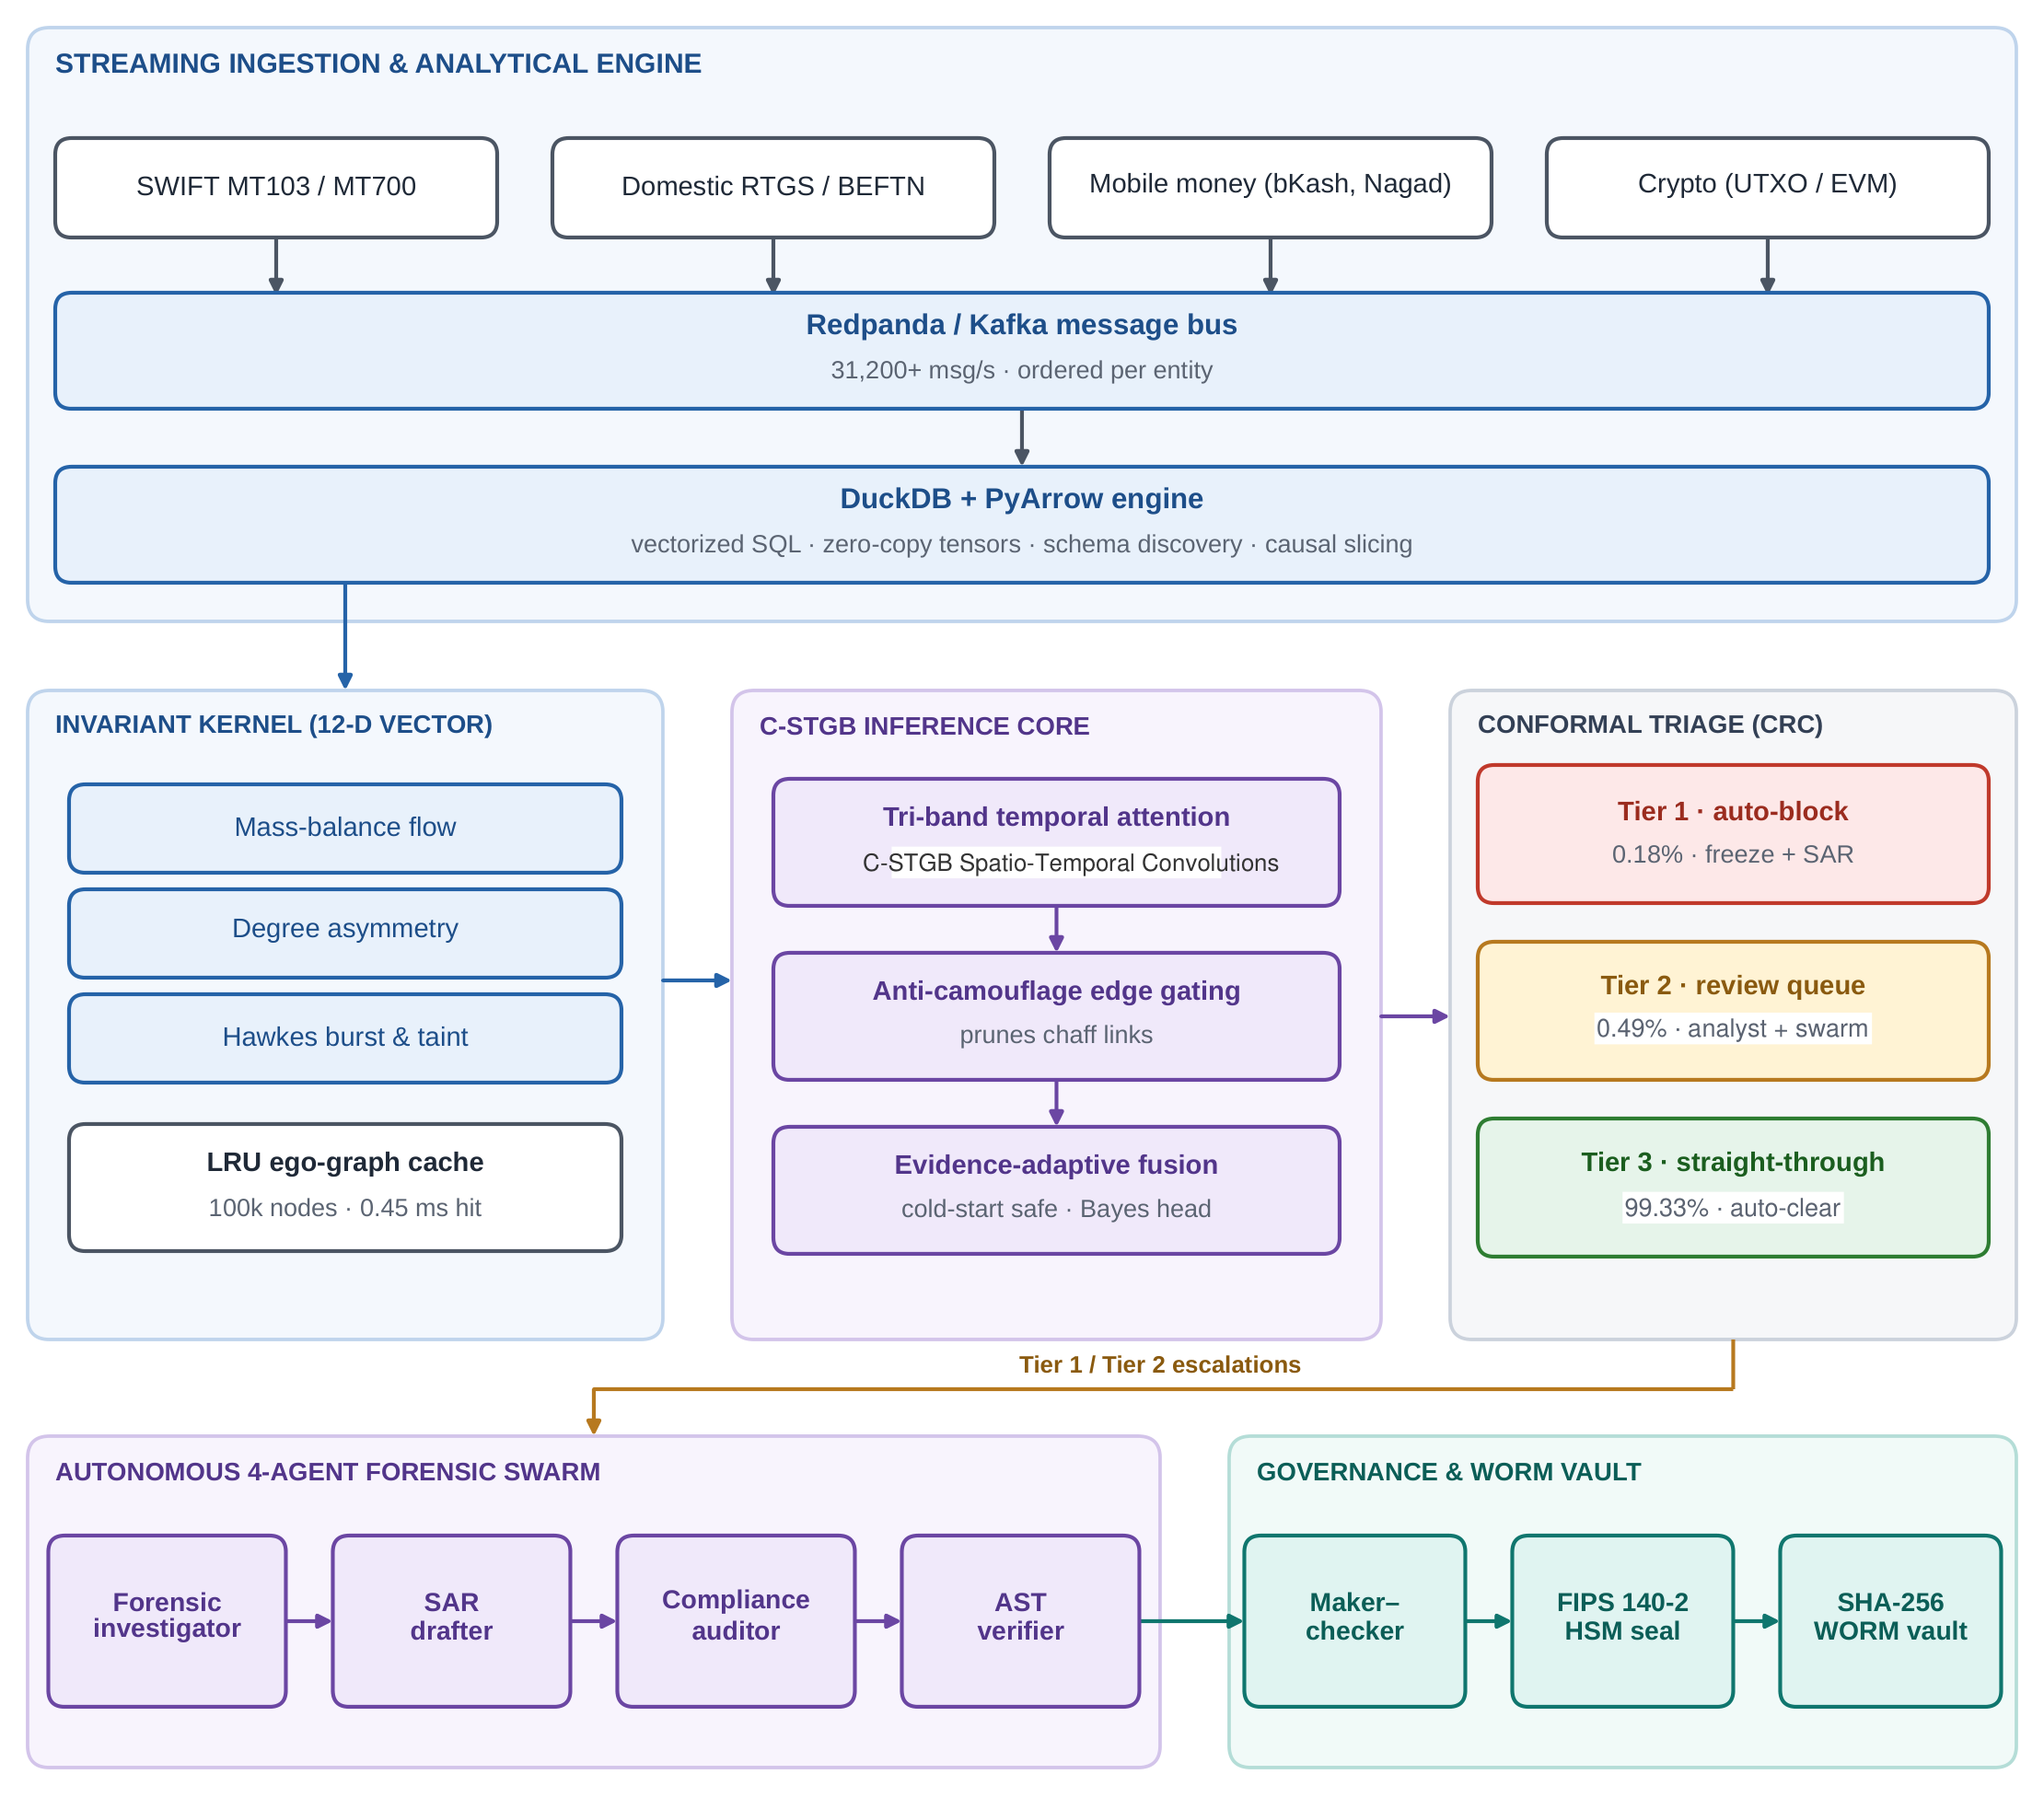 STREAMING INGESTION & ANALYTICAL ENGINE
SWIFT MT103 / MT700
Domestic RTGS / BEFTN
Mobile money (bKash, Nagad)
Crypto (UTXO / EVM)
Redpanda / Kafka message bus
31,200+ msg/s · ordered per entity
DuckDB + PyArrow engine
vectorized SQL · zero-copy tensors · schema discovery · causal slicing
INVARIANT KERNEL (12-D VECTOR)
Mass-balance flow
Degree asymmetry
Hawkes burst & taint
LRU ego-graph cache
100k nodes · 0.45 ms hit
C-STGB INFERENCE CORE
Tri-band temporal attention
C-STGB Spatio-Temporal Convolutions
Anti-camouflage edge gating
prunes chaff links
Evidence-adaptive fusion
cold-start safe · Bayes head
CONFORMAL TRIAGE (CRC)
Tier 1 · auto-block
0.18% · freeze + SAR
Tier 2 · review queue
0.49% · analyst + swarm
Tier 3 · straight-through
99.33% · auto-clear
Tier 1 / Tier 2 escalations
AUTONOMOUS 4-AGENT FORENSIC SWARM
Forensic
investigator
SAR
drafter
Compliance
auditor
AST
verifier
GOVERNANCE & WORM VAULT
Maker–
checker
FIPS 140-2
HSM seal
SHA-256
WORM vault